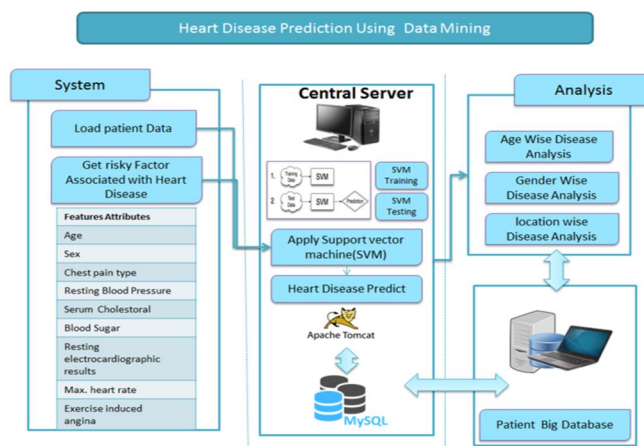 Heart Disease Prediction Using Data Mining
System
Load patient Data
Get risky Factor
Associated with Heart
Disease
Features Attributes
Age
Sex
Chest pain type
Resting Blood Pressure
Serum Cholestoral
Blood Sugar
Resting
electrocardiographic
results
Max. heart rate
Exercise induced
angina
Central Server
1.
Training
Data
SVM
2
Test
Data
SVM
Prediction
SVM
Training
SVM
Testing
Apply Support vector
machine(SVM)
Heart Disease Predict
Apache Tomcat
MySQL
Analysis
Age Wise Disease
Analysis
Gender Wise
Disease Analysis
location wise
Disease Analysis
Patient Big Database